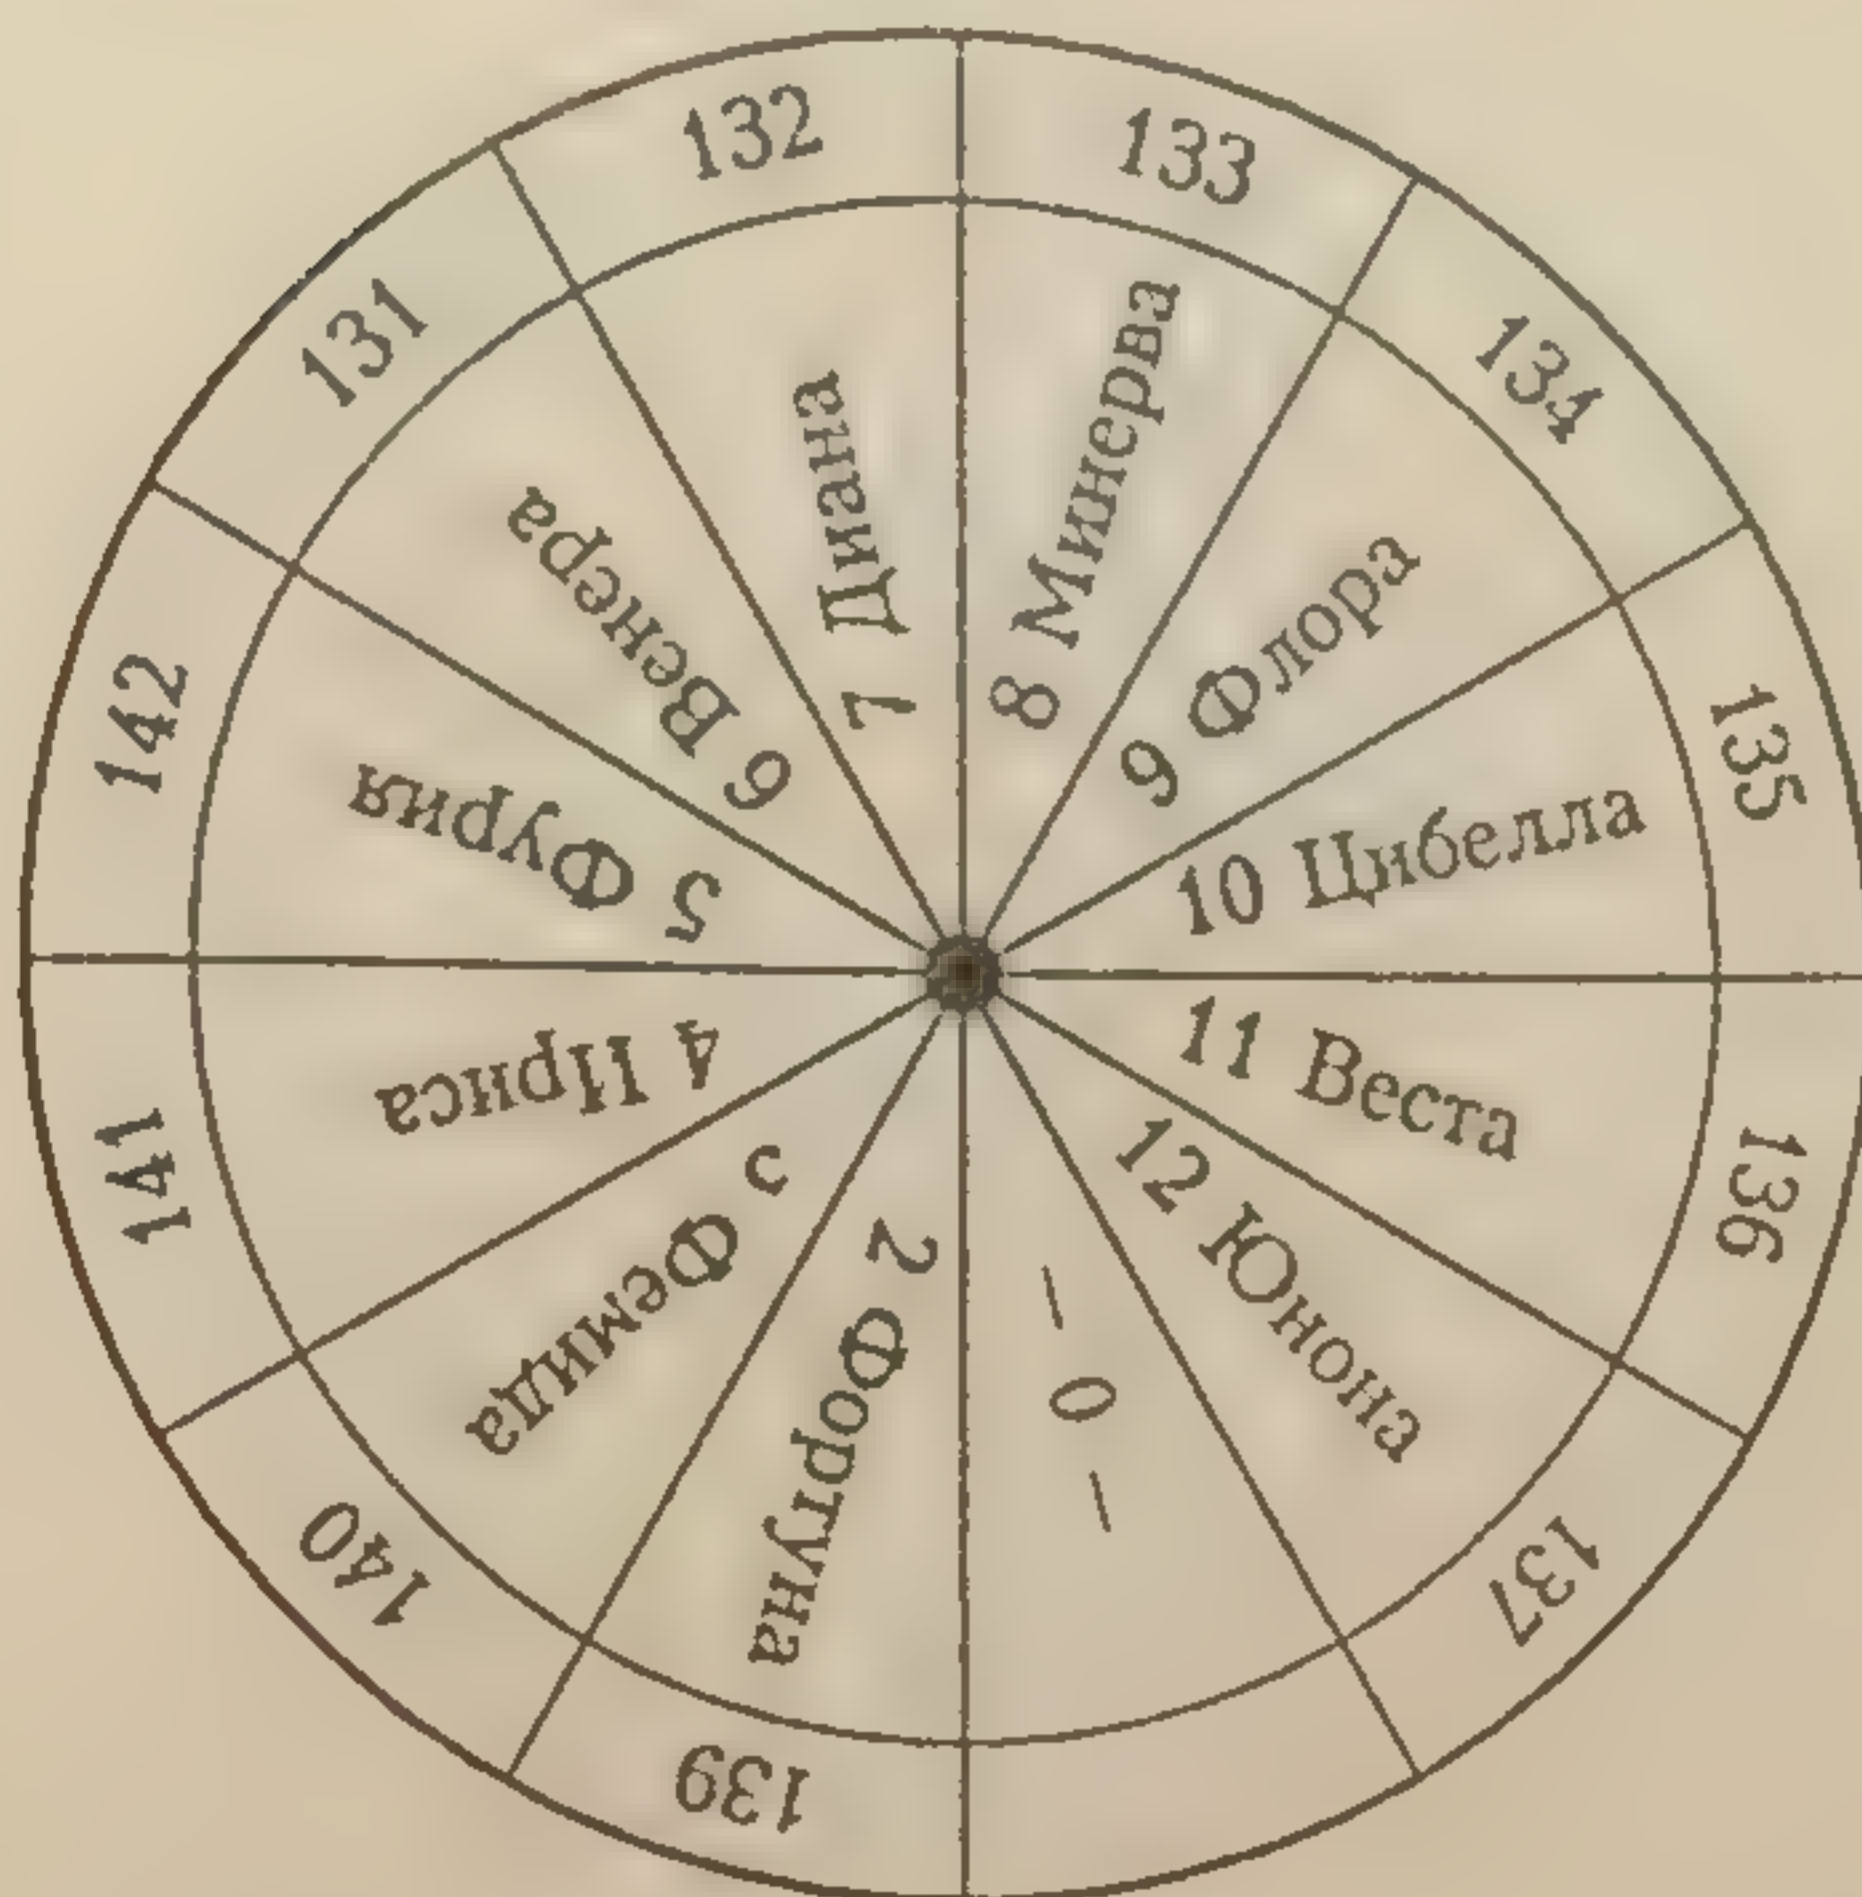 131
132
133
134
135
136
137
139
140
141
142
— 0 —
2 Фортуна
Фемида
4 Ириса
5 Фурия
6 Венера
7 Диана
8 Минерва
9 Флора
10 Цибелла
11 Веста
12 Юнона